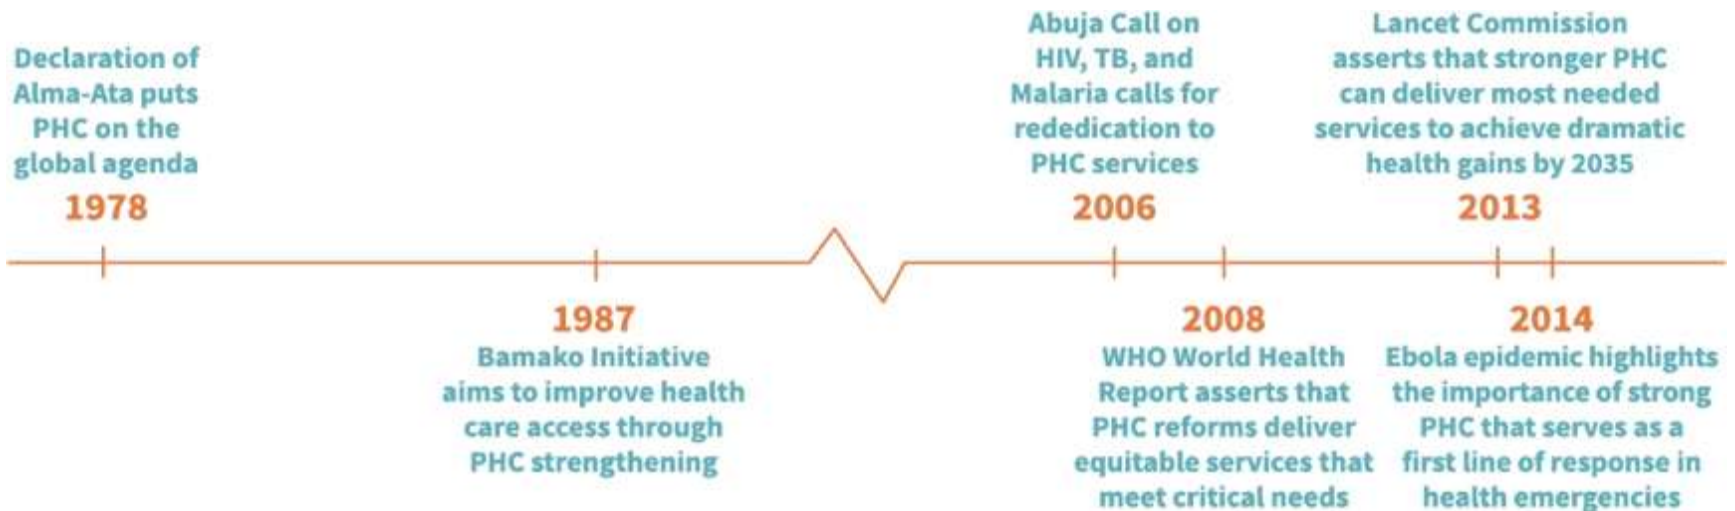 Declaration of
Alma-Ata puts
PHC on the
global agenda
1978
1987
Bamako Initiative
aims to improve health
care access through
PHC strengthening
Abuja Call on
HIV, TB, and
Malaria calls for
rededication to
PHC services
2006
2008
WHO World Health
Report asserts that
PHC reforms deliver
equitable services that
meet critical needs
Lancet Commission
asserts that stronger PHC
can deliver most needed
services to achieve dramatic
health gains by 2035
2013
2014
Ebola epidemic highlights
the importance of strong
PHC that serves as a
first line of response in
health emergencies